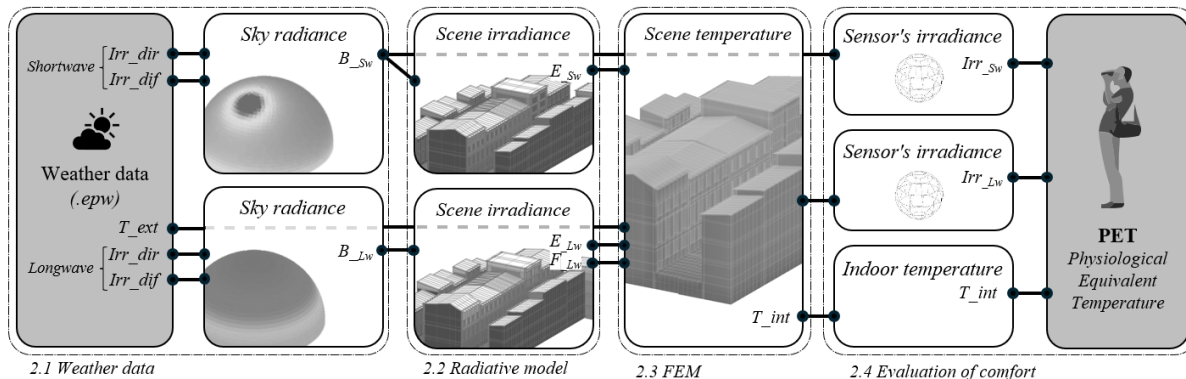 Shortwave
Irr_dir
Irr_dif
Weather data
(.epw)
T_ext
Longwave
Irr_dir
Irr_dif
Sky radiance
B_Sw
Sky radiance
B_Lw
2.1 Weather data
Scene irradiance
E_Sw
Scene irradiance
E_Lw
F_Lw
2.2 Radiative model
Scene temperature
T_int
2.3 FEM
Sensor's irradiance
Irr_Sw
Sensor's irradiance
Irr_Lw
Indoor temperature
T_int
PET
Physiological
Equivalent
Temperature
2.4 Evaluation of comfort